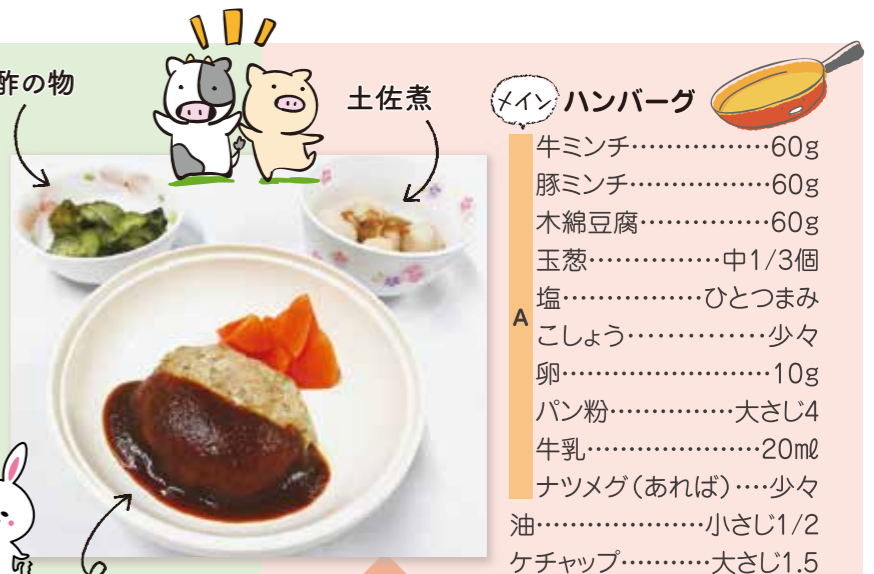 酢の物
土佐煮
メイン ハンバーグ
牛ミンチ………………60g
豚ミンチ………………60g
木綿豆腐……………60g
玉葱……………中1/3個
塩………………ひとつまみ
A
こしょう……………少々
卵………………………10g
パン粉……………大さじ4
牛乳…………………20㎖
ナツメグ(あれば)‥‥少々
油…………………小さじ1/2
ケチャップ…………大さじ1.5